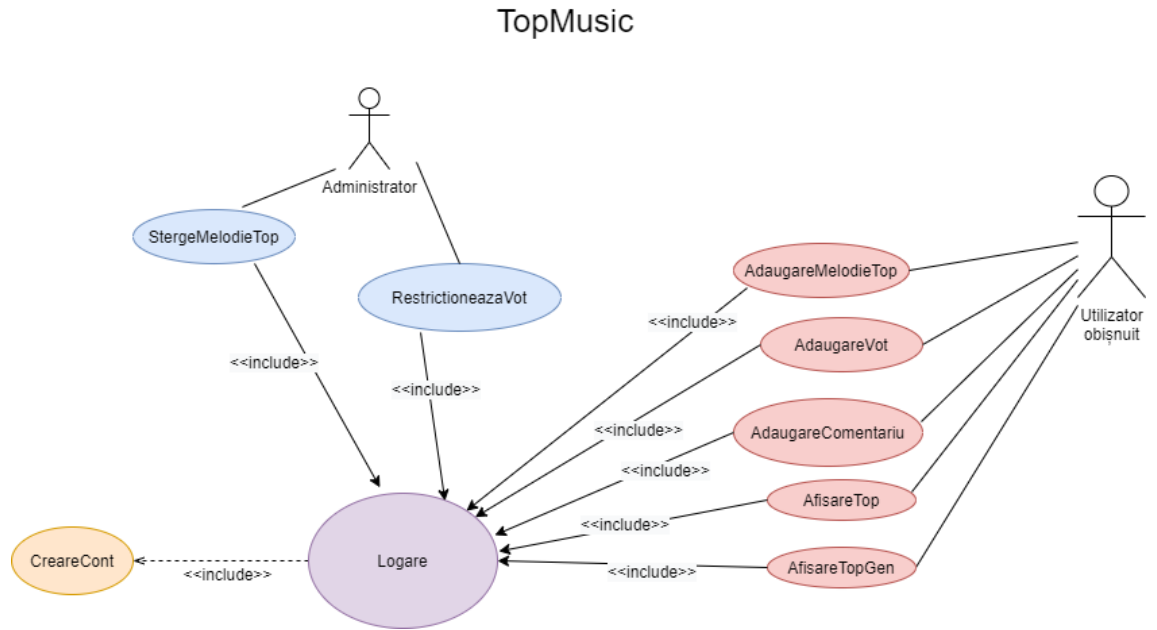 TopMusic
Administrator
StergeMelodieTop
RestrictioneazaVot
AdaugareMelodieTop
Utilizator
obișnuit
<<include>>
AdaugareVot
<<include>>
<<include>>
<<include>>
AdaugareComentariu
<<include>>
AfisareTop
<<include>>
CreareCont
Logare
AfisareTopGen
<<include>>
<<include>>